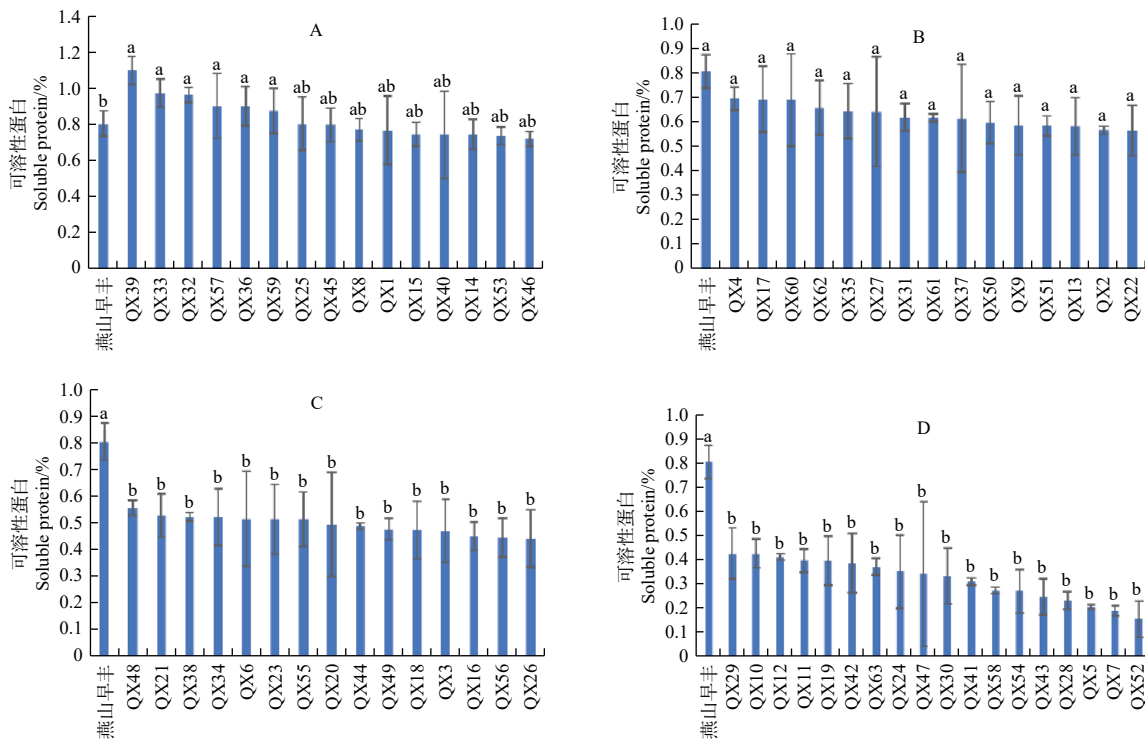 A
可溶性蛋白
Soluble protein/%
1.4
1.2
1.0
0.8
0.6
0.4
0.2
0
b a a a a a a ab ab ab ab ab ab ab ab ab
燕山早丰 QX39 QX33 QX32 QX57 QX36 QX59 QX25 QX45 QX8 QX1 QX15 QX40 QX14 QX53 QX46
B
可溶性蛋白
Soluble protein/%
1.0
0.9
0.8
0.7
0.6
0.5
0.4
0.3
0.2
0.1
0
a a a a a a a a a a a a a a a a
燕山早丰 QX4 QX17 QX60 QX62 QX35 QX27 QX31 QX61 QX37 QX50 QX9 QX51 QX13 QX2 QX22
C
可溶性蛋白
Soluble protein/%
1.0
0.9
0.8
0.7
0.6
0.5
0.4
0.3
0.2
0.1
0
a b b b b b b b b b b b b b b b
燕山早丰 QX48 QX21 QX38 QX34 QX6 QX23 QX55 QX20 QX44 QX49 QX18 QX3 QX16 QX56 QX26
D
可溶性蛋白
Soluble protein/%
1.0
0.9
0.8
0.7
0.6
0.5
0.4
0.3
0.2
0.1
0
a b b b b b b b b b b b b b b b b b b
燕山早丰 QX29 QX10 QX12 QX11 QX19 QX42 QX63 QX24 QX47 QX30 QX41 QX58 QX54 QX43 QX28 QX5 QX7 QX52